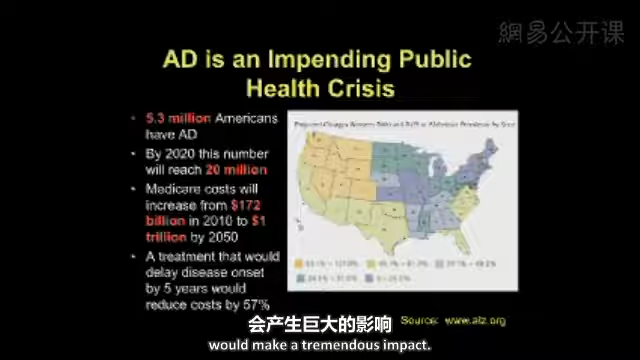 網易公开课
AD is an Impending Public
Health Crisis
• 5.3 million Americans
have AD
• By 2020 this number
will reach 20 million
• Medicare costs will
increase from $172
billion in 2010 to $1
trillion by 2050
• A treatment that would
delay disease onset
by 5 years would
reduce costs by 57%
Source: www.alz.org
会产生巨大的影响
would make a tremendous impact.